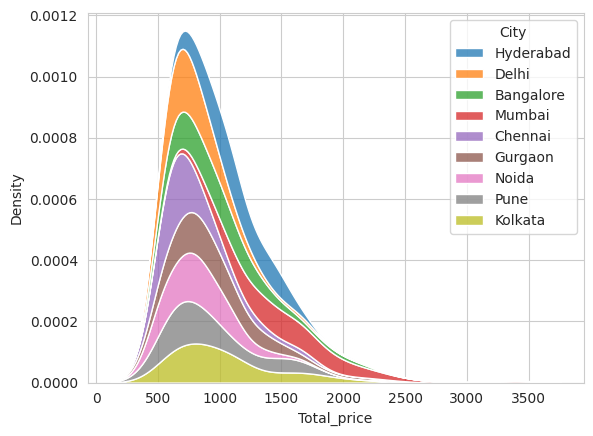 City
Hyderabad
Delhi
Bangalore
Mumbai
Chennai
Gurgaon
Noida
Pune
Kolkata
0.0012
0.0010
0.0008
0.0006
0.0004
0.0002
0.0000
Density
0 500 1000 1500 2000 2500 3000 3500
Total_price